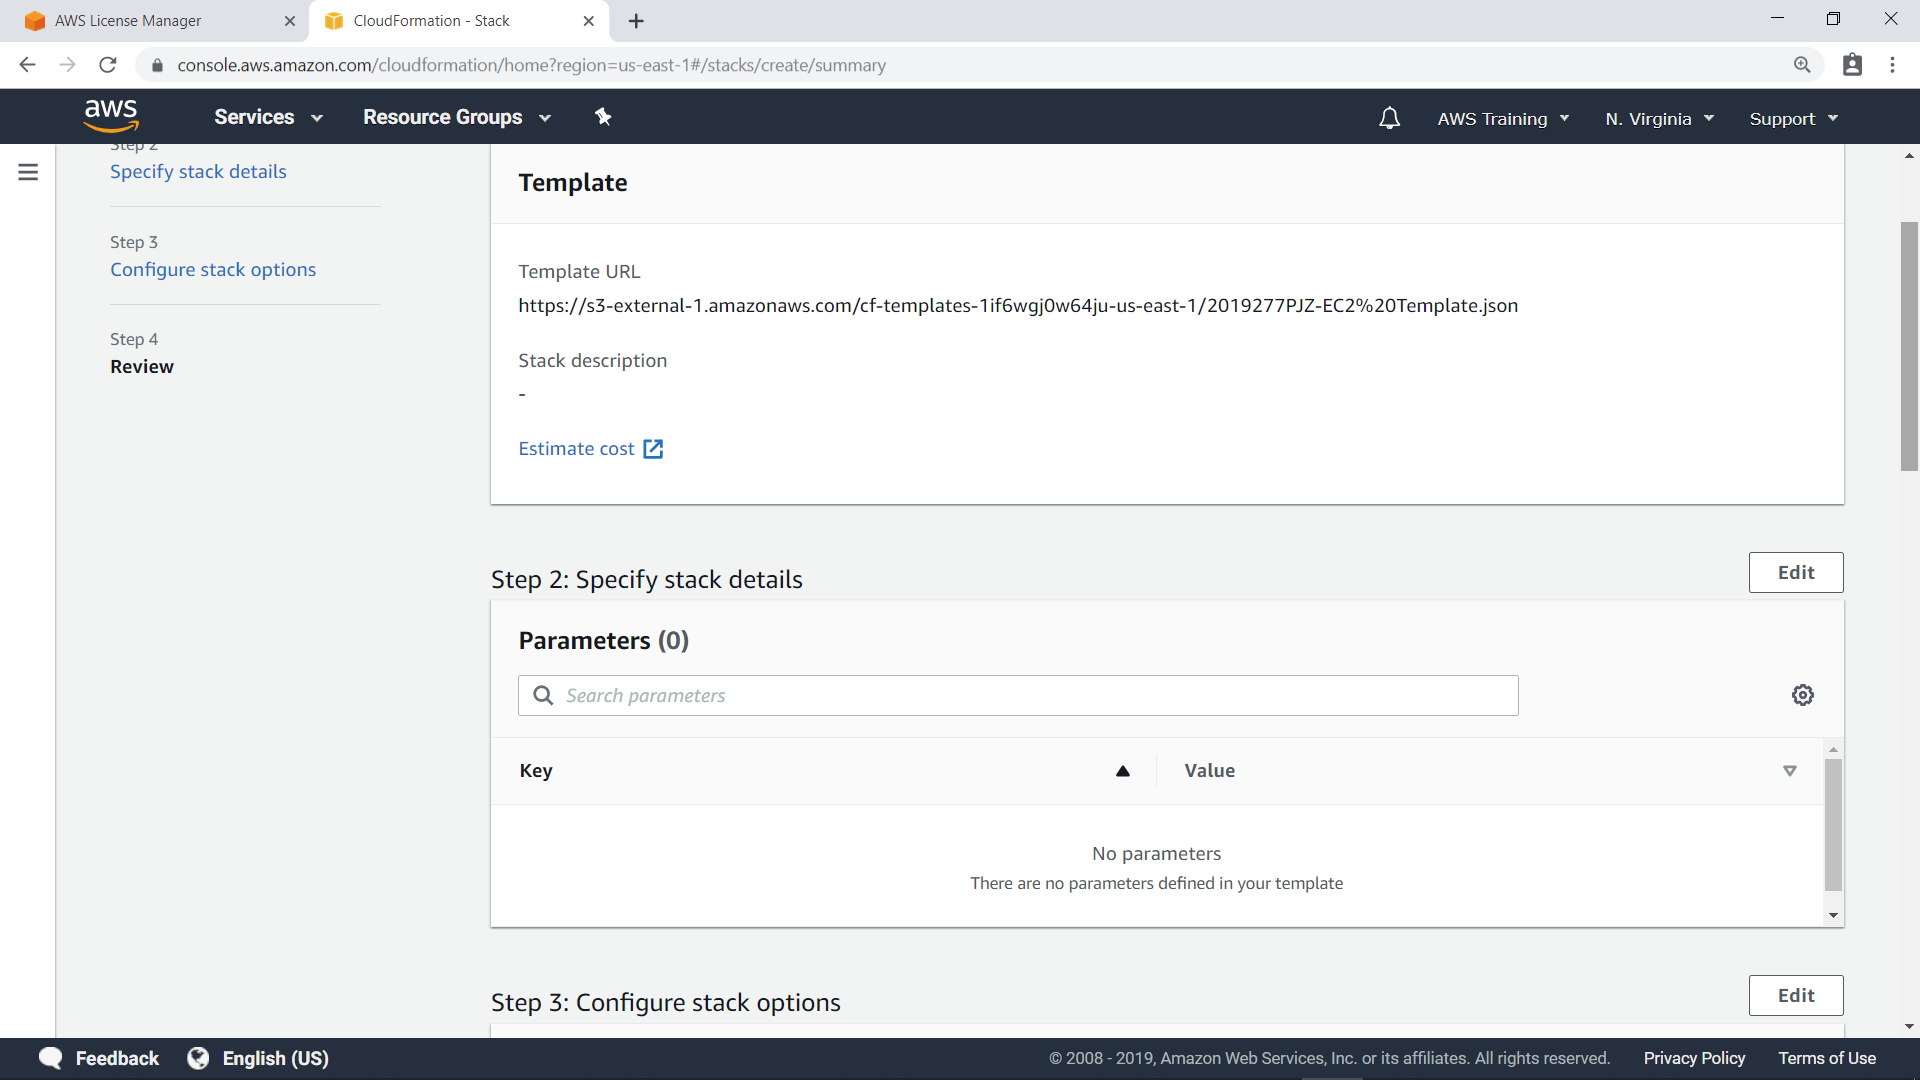 AWS License Manager
CloudFormation - Stack
console.aws.amazon.com/cloudformation/home?region=us-east-1#/stacks/create/summary
aws
Services
Resource Groups
AWS Training
N. Virginia
Support
Step 2
Specify stack details
Step 3
Configure stack options
Step 4
Review
Template
Template URL
https://s3-external-1.amazonaws.com/cf-templates-1if6wgj0w64ju-us-east-1/2019277PJZ-EC2%20Template.json
Stack description
-
Estimate cost
Step 2: Specify stack details
Edit
Parameters (0)
Search parameters
Key
Value
No parameters
There are no parameters defined in your template
Step 3: Configure stack options
Edit
Feedback
English (US)
© 2008 - 2019, Amazon Web Services, Inc. or its affiliates. All rights reserved.
Privacy Policy
Terms of Use